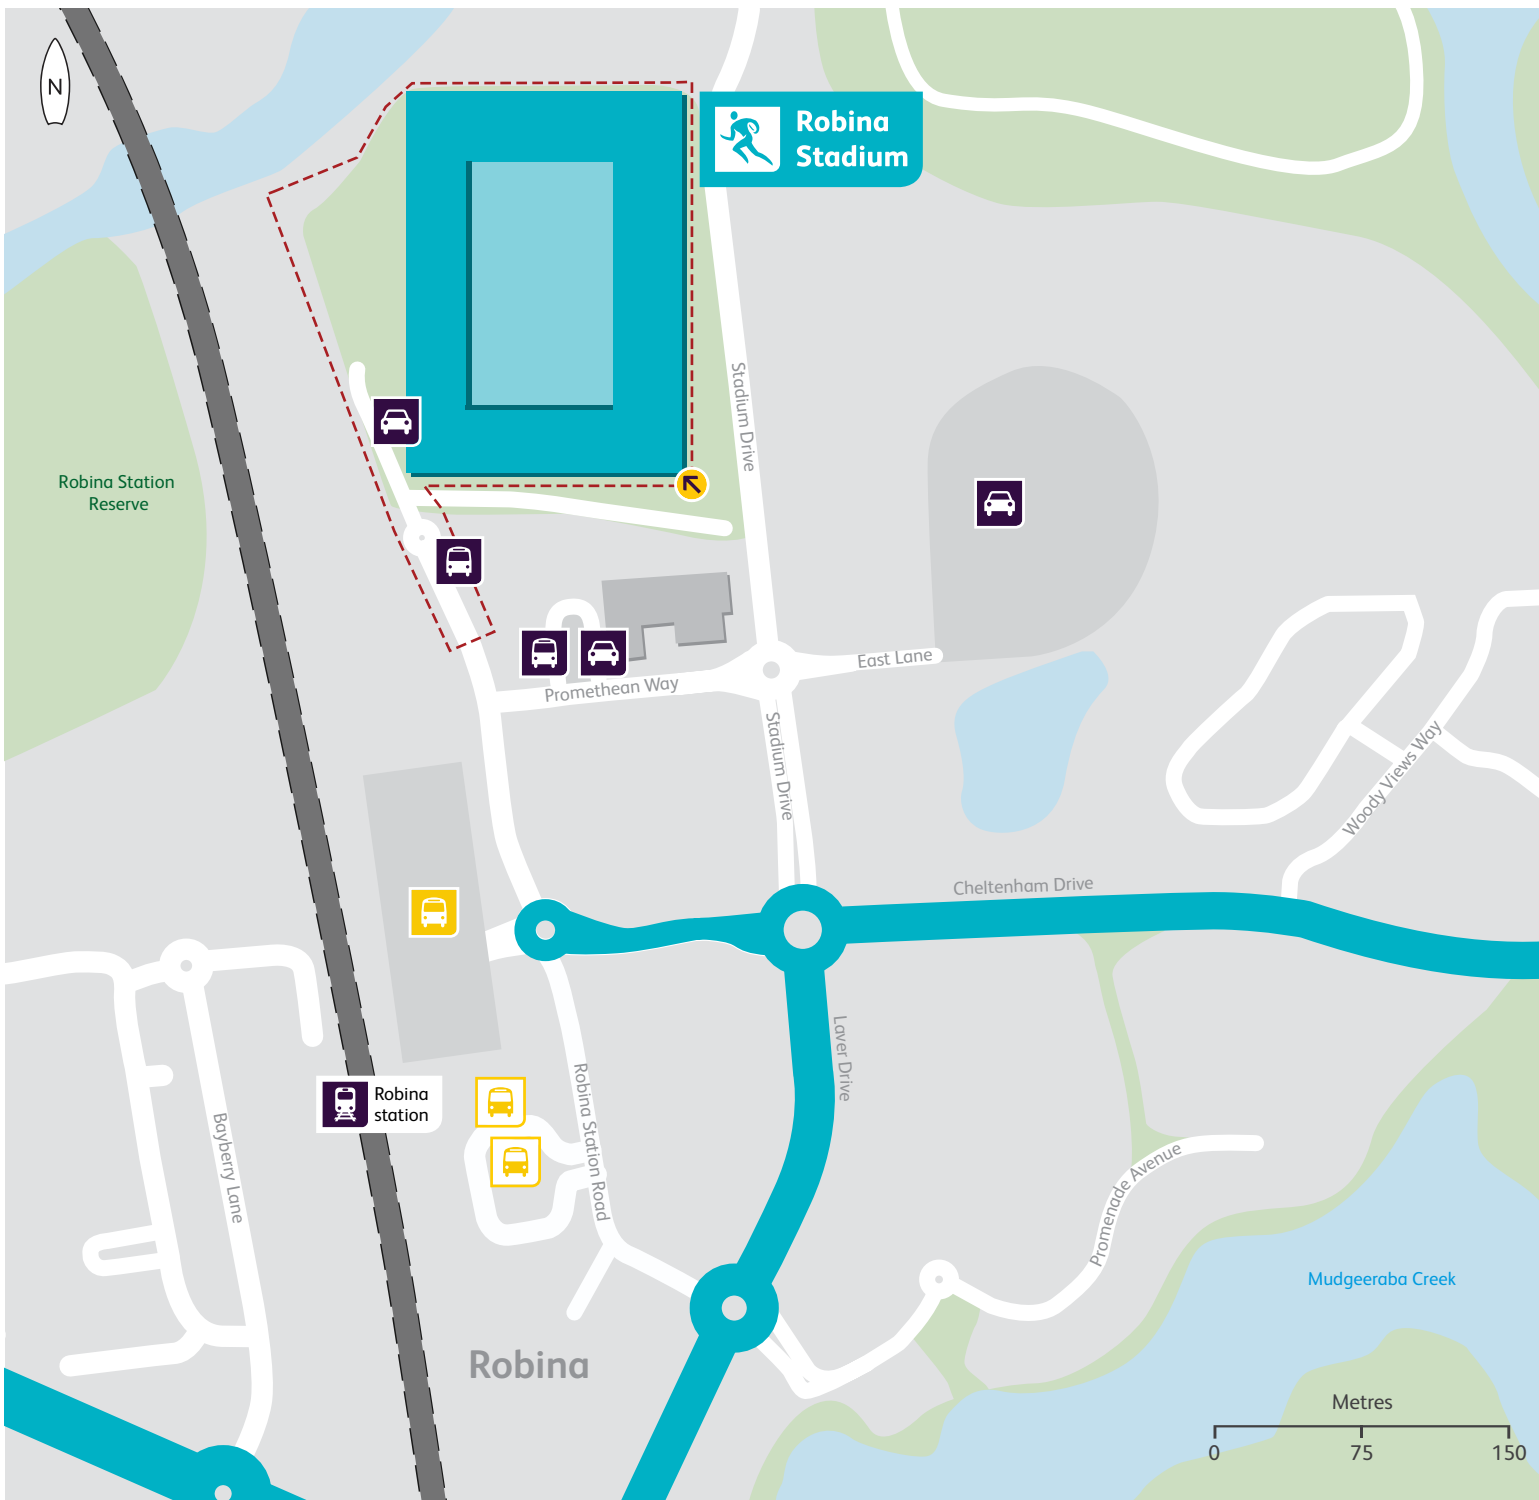 N
Robina
Stadium
Stadium Drive
Robina Station
Reserve
East Lane
Promethean Way
Stadium Drive
Woody Views Way
Cheltenham Drive
Laver Drive
Robina
station
Robina Station Road
Bayberry Lane
Promenade Avenue
Mudgeeraba Creek
Robina
Metres
0 75 150